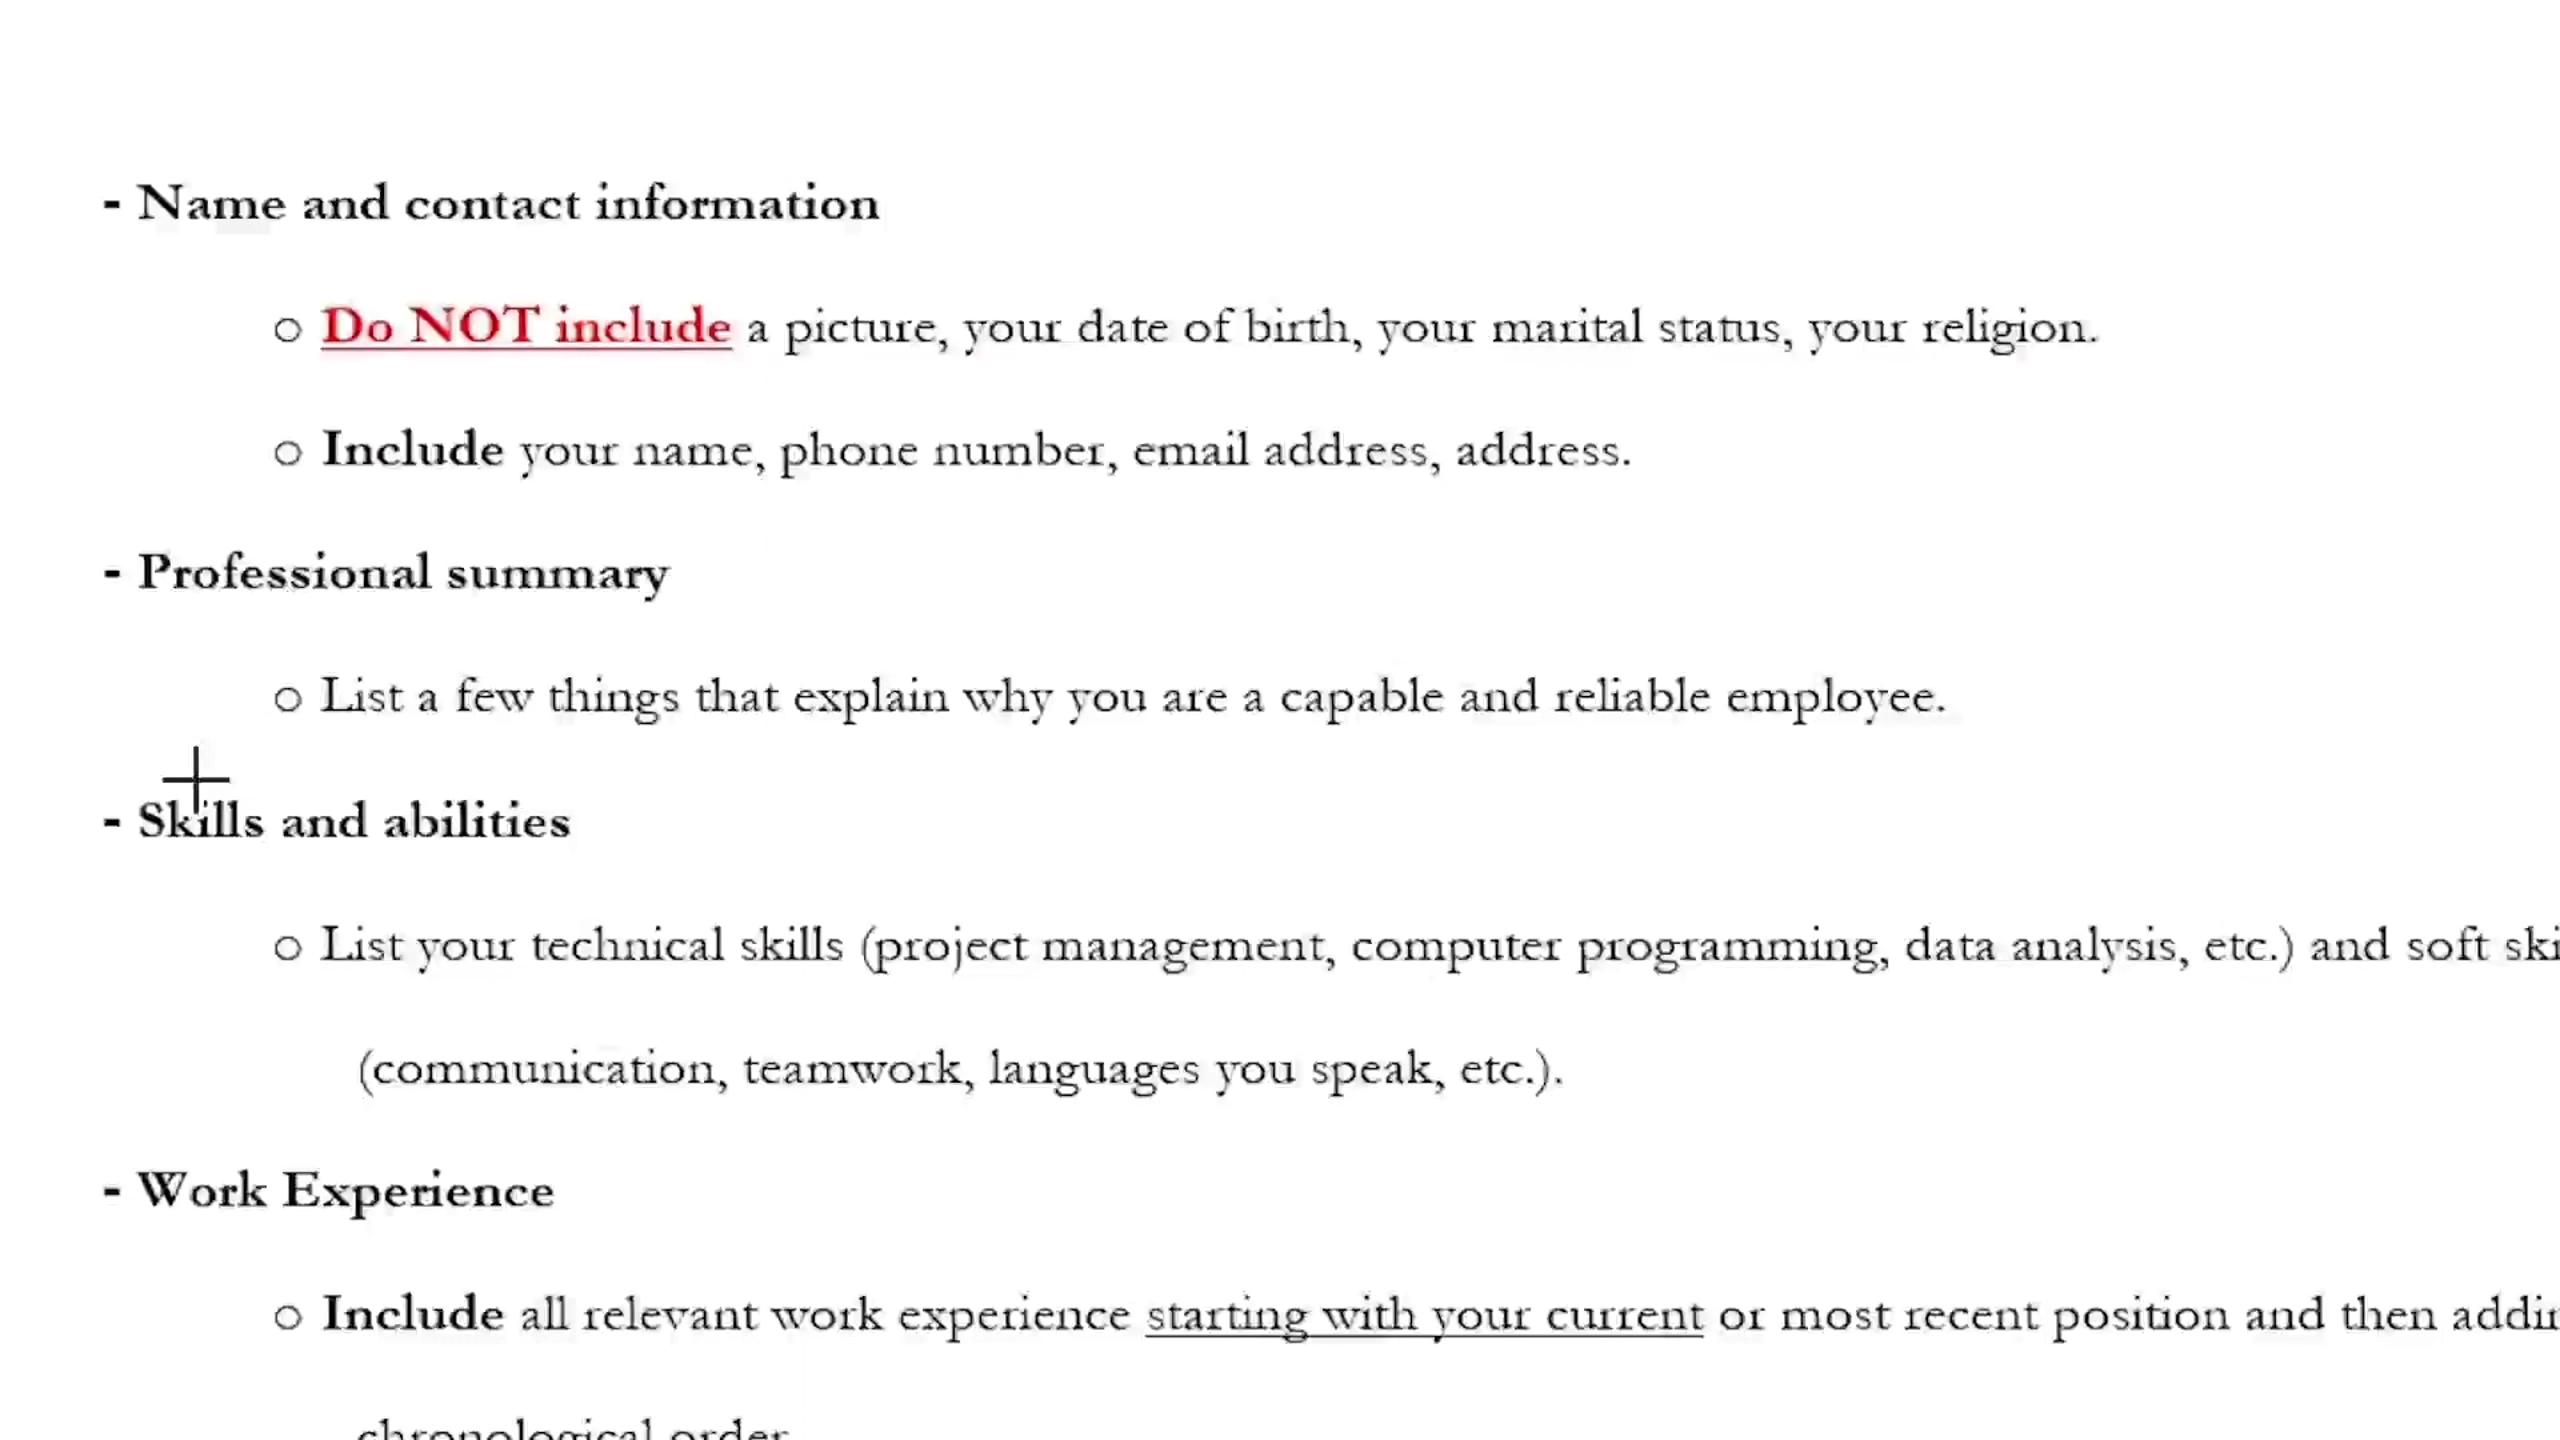 - Name and contact information
o Do NOT include a picture, your date of birth, your marital status, your religion.
o Include your name, phone number, email address, address.
- Professional summary
o List a few things that explain why you are a capable and reliable employee.
- Skills and abilities
o List your technical skills (project management, computer programming, data analysis, etc.) and soft
(communication, teamwork, languages you speak, etc.).
- Work Experience
o Include all relevant work experience starting with your current or most recent position and then
chronological order